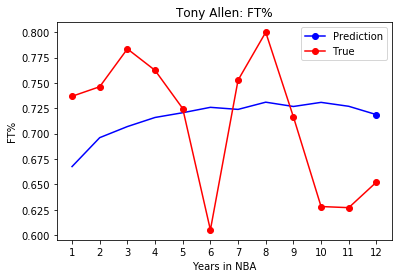 Tony Allen: FT%
Prediction
True
0.800
0.775
0.750
0.725
0.700
0.675
0.650
0.625
0.600
FT%
1 2 3 4 5 6 7 8 9 10 11 12
Years in NBA